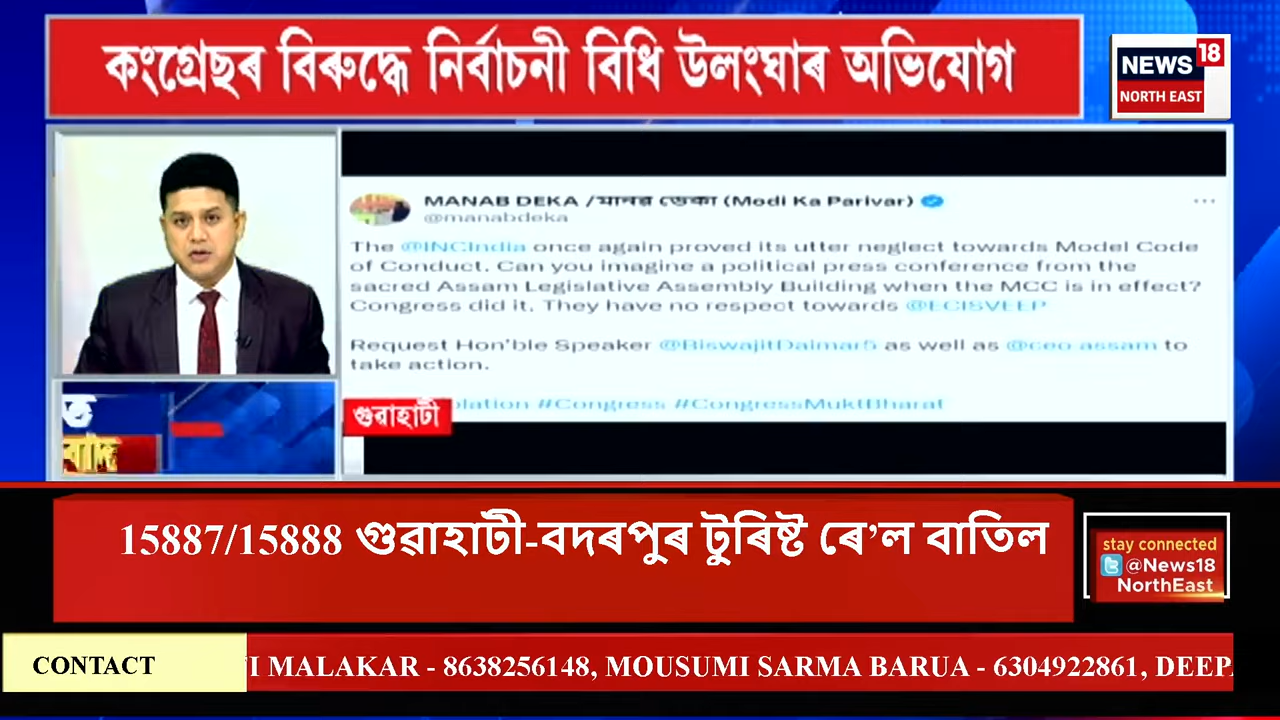 কংগ্ৰেছৰ বিৰুদ্ধে নিৰ্বাচনী বিধি উলংঘাৰ অভিযোগ
NEWS 18
NORTH EAST
MANAB DEKA /মানৱ ডেকা (Modi Ka Parivar)
@manabdeka
The @INCIndia once again proved its utter neglect towards Model Code
of Conduct. Can you imagine a political press conference from the
sacred Assam Legislative Assembly Building when the MCC is in effect?
Congress did it. They have no respect towards @ECISVEEP
Request Hon'ble Speaker @BiswajitDaimar5 as well as @ceo_assam to
take action.
#Congress #CongressMuktBharat
গুৱাহাটী
15887/15888 গুৱাহাটী-বদৰপুৰ টুৰিষ্ট ৰে’ল বাতিল
stay connected
@News18
NorthEast
CONTACT
MALAKAR - 8638256148, MOUSUMI SARMA BARUA - 6304922861,